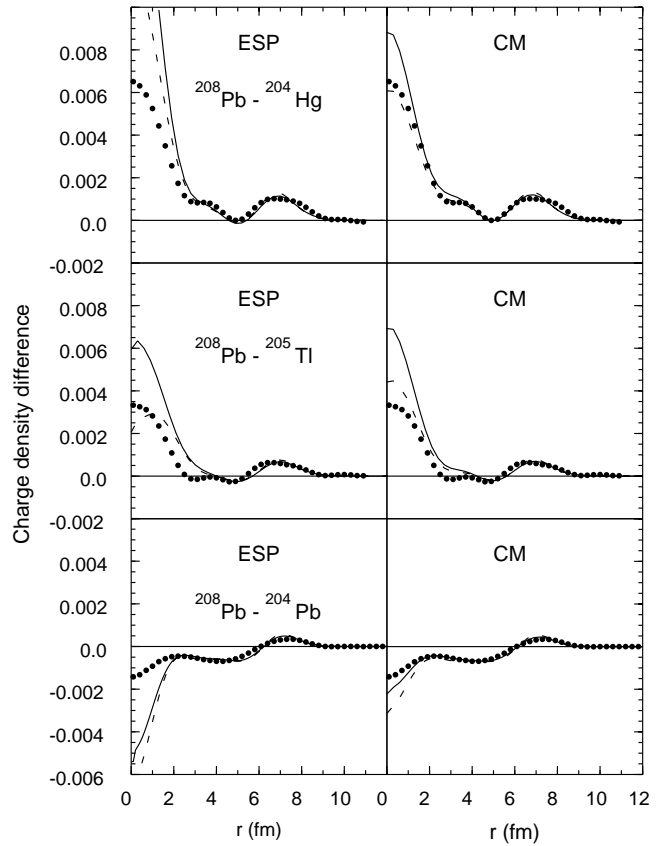 0.008
0.006
0.004
0.002
0.0
-0.002
ESP
CM
208Pb - 204Hg
0.006
0.004
0.002
0.0
-0.002
ESP
CM
208Pb - 205Tl
0.004
0.002
0.0
-0.002
-0.004
-0.006
ESP
CM
208Pb - 204Pb
Charge density difference
0 2 4 6 8 10 0 2 4 6 8 10 12
r (fm) r (fm)